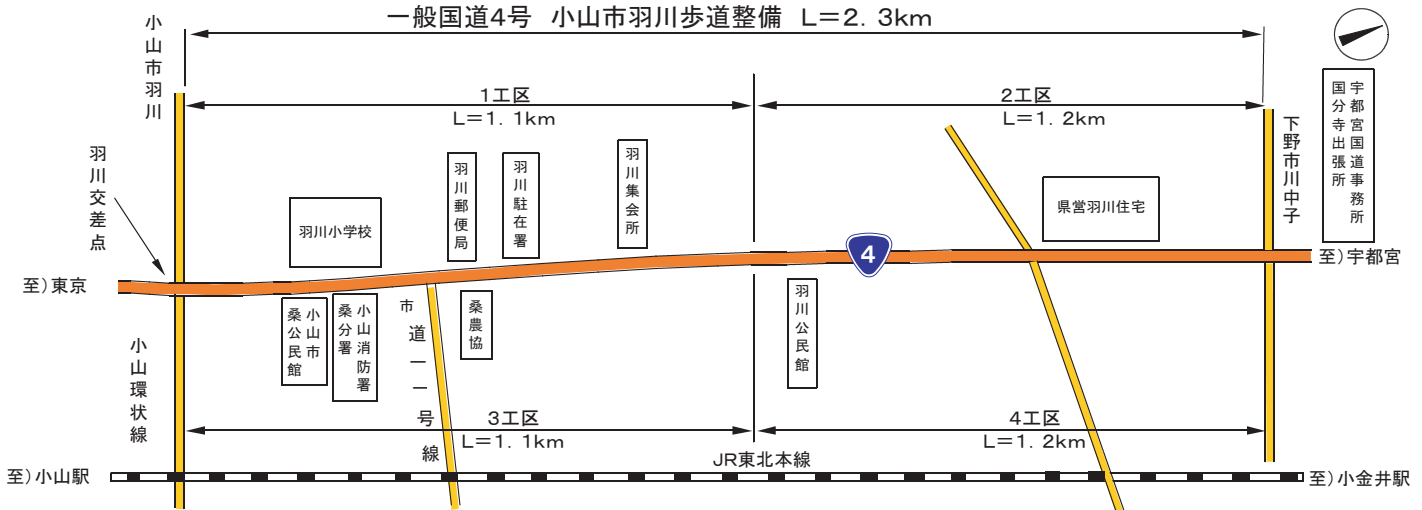 一般国道4号 小山市羽川歩道整備 L=2.3km
小山市羽川
1工区
L=1.1km
2工区
L=1.2km
宇都宮国道事務所
国分寺出張所
下野市川中子
羽川交差点
羽川小学校
羽川郵便局
羽川駐在署
羽川集会所
県営羽川住宅
4
至)東京
至)宇都宮
小山市
桑公民館
小山消防署
桑分署
市道一一号線
桑農協
羽川公民館
小山環状線
3工区
L=1.1km
4工区
L=1.2km
JR東北本線
至)小山駅
至)小金井駅